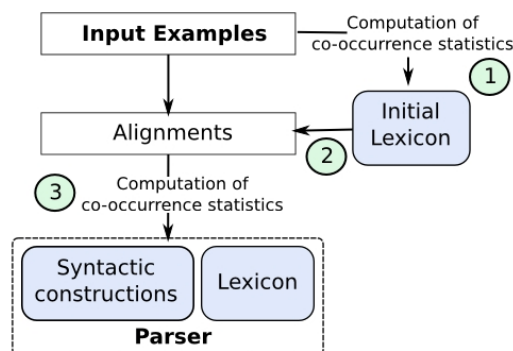 Input Examples
Computation of
co-occurrence statistics
1
Initial
Lexicon
Alignments
2
3
Computation of
co-occurrence statistics
Syntactic
constructions
Lexicon
Parser